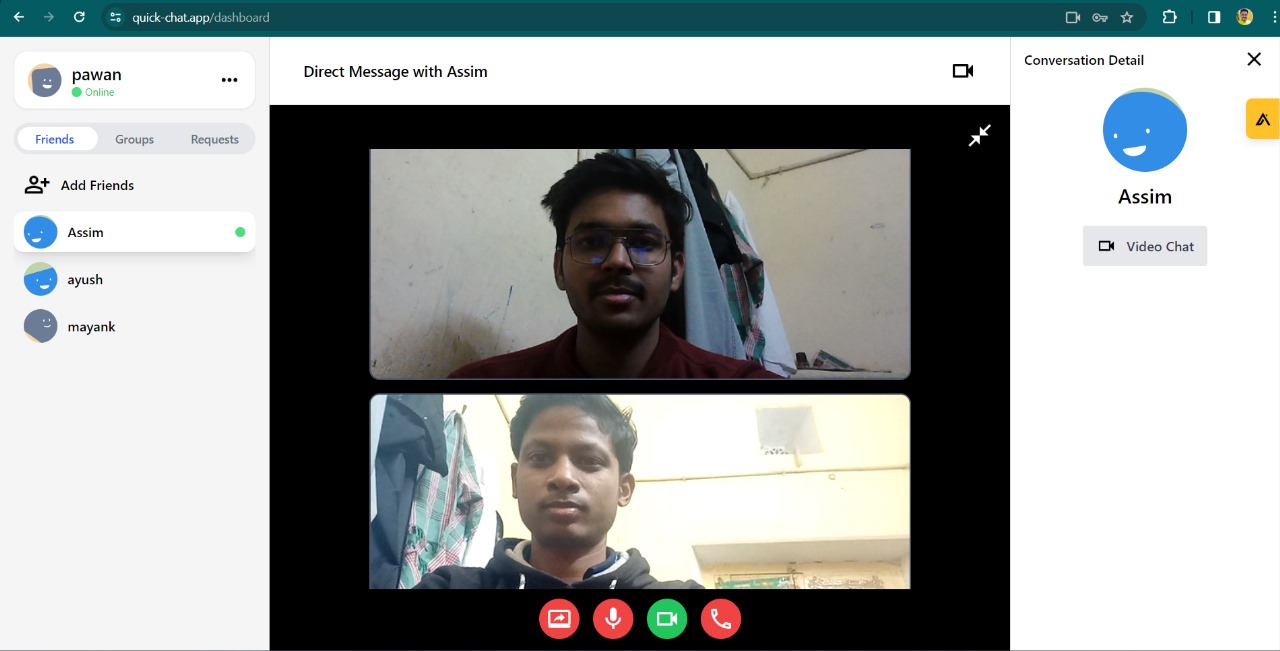 quick-chat.app/dashboard
pawan
Online
Friends Groups Requests
Add Friends
Assim
ayush
mayank
Direct Message with Assim
Conversation Detail
Assim
Video Chat